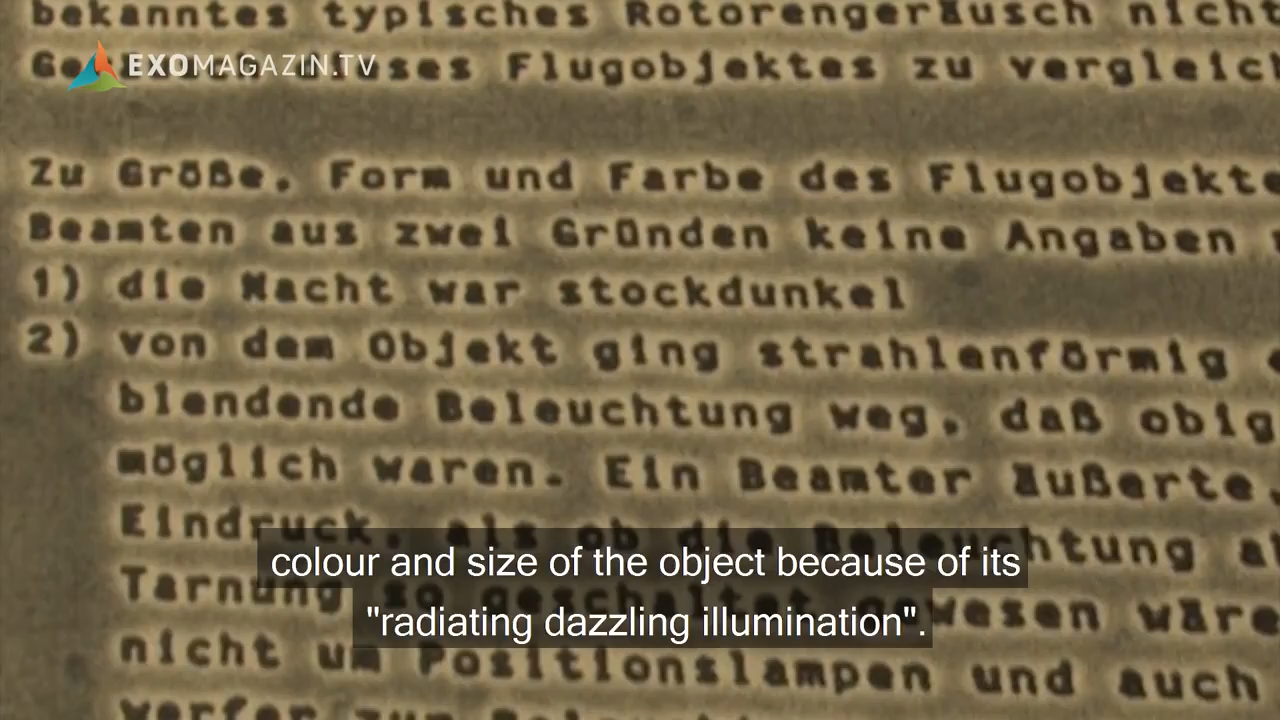 bekanntes typisches Rotorengeräusch nicht
EXOMAGAZIN.TV
Flugobjektes zu vergleich
Zu Größe, Form und Farbe des Flugobjekte
Beamten aus zwei Gründen keine Angaben
1) die Nacht war stockdunkel
2) von dem Objekt ging strahlenförmig
blendende Beleuchtung weg, daß obig
möglich waren. Ein Beamter äußerte,
Eindruck, als ob die Beleuchtung
colour and size of the object because of its
Tarnung so geschaltet gewesen wäre
"radiating dazzling illumination".
nicht um Positionslampen und auch